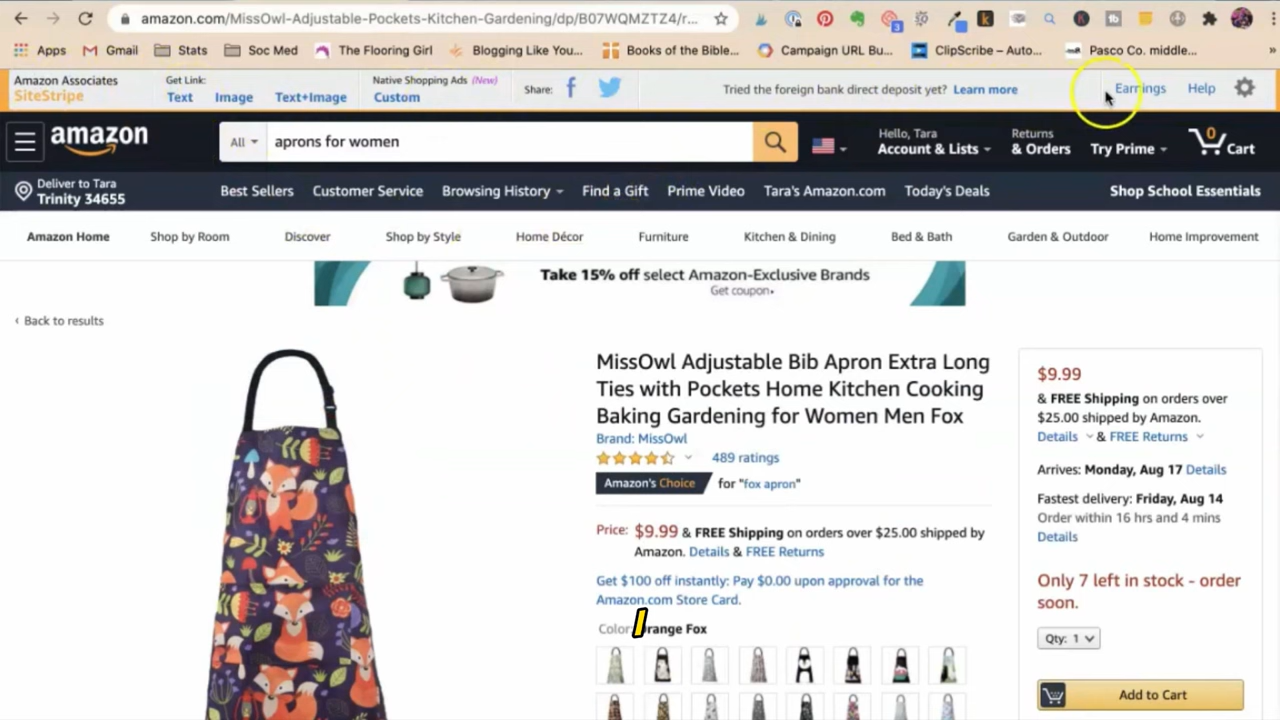 amazon.com/MissOwl-Adjustable-Pockets-Kitchen-Gardening/dp/B07WQMZTZ4/r...
3
Apps Gmail Stats Soc Med The Flooring Girl Blogging Like You... Books of the Bible... Campaign URL Bu... ClipScribe – Auto... Pasco Co. middle... »
Amazon Associates
SiteStripe
Get Link:
Text Image Text+Image
Native Shopping Ads (New)
Custom
Share:
Tried the foreign bank direct deposit yet? Learn more
Earnings Help
amazon
All aprons for women
Hello, Tara
Account & Lists
Returns
& Orders
Try Prime
0
Cart
Deliver to Tara
Trinity 34655
Best Sellers Customer Service Browsing History Find a Gift Prime Video Tara's Amazon.com Today's Deals Shop School Essentials
Amazon Home Shop by Room Discover Shop by Style Home Décor Furniture Kitchen & Dining Bed & Bath Garden & Outdoor Home Improvement
Take 15% off select Amazon-Exclusive Brands
Get coupon
‹ Back to results
MissOwl Adjustable Bib Apron Extra Long
Ties with Pockets Home Kitchen Cooking
Baking Gardening for Women Men Fox
Brand: MissOwl
489 ratings
Amazon's Choice for "fox apron"
Price: $9.99 & FREE Shipping on orders over $25.00 shipped by
Amazon. Details & FREE Returns
Get $100 off instantly: Pay $0.00 upon approval for the
Amazon.com Store Card.
Color: Orange Fox
I
$9.99
& FREE Shipping on orders over
$25.00 shipped by Amazon.
Details & FREE Returns
Arrives: Monday, Aug 17 Details
Fastest delivery: Friday, Aug 14
Order within 16 hrs and 4 mins
Details
Only 7 left in stock - order
soon.
Qty: 1
Add to Cart